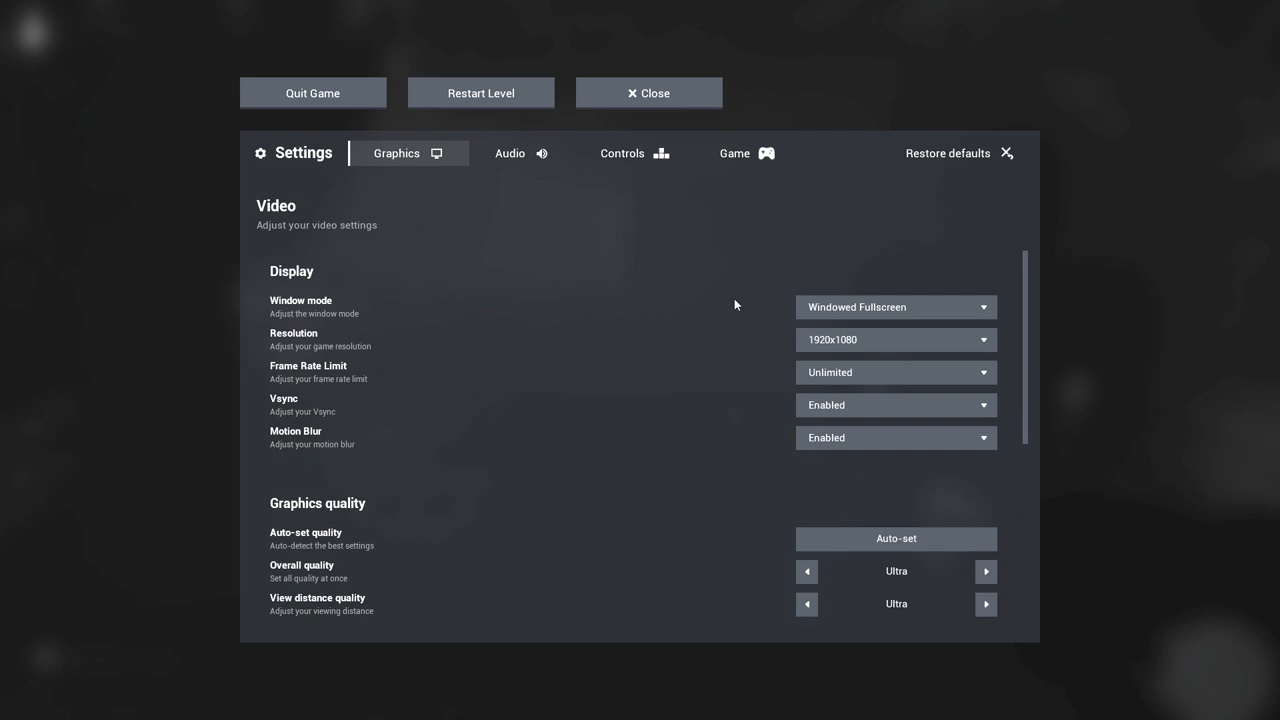 Quit Game
Restart Level
Close
Settings
Graphics
Audio
Controls
Game
Restore defaults
Video
Adjust your video settings
Display
Window mode
Adjust the window mode
Windowed Fullscreen
Resolution
Adjust your game resolution
1920x1080
Frame Rate Limit
Adjust your frame rate limit
Unlimited
Vsync
Adjust your Vsync
Enabled
Motion Blur
Adjust your motion blur
Enabled
Graphics quality
Auto-set quality
Auto-detect the best settings
Auto-set
Overall quality
Set all quality at once
Ultra
View distance quality
Adjust your viewing distance
Ultra